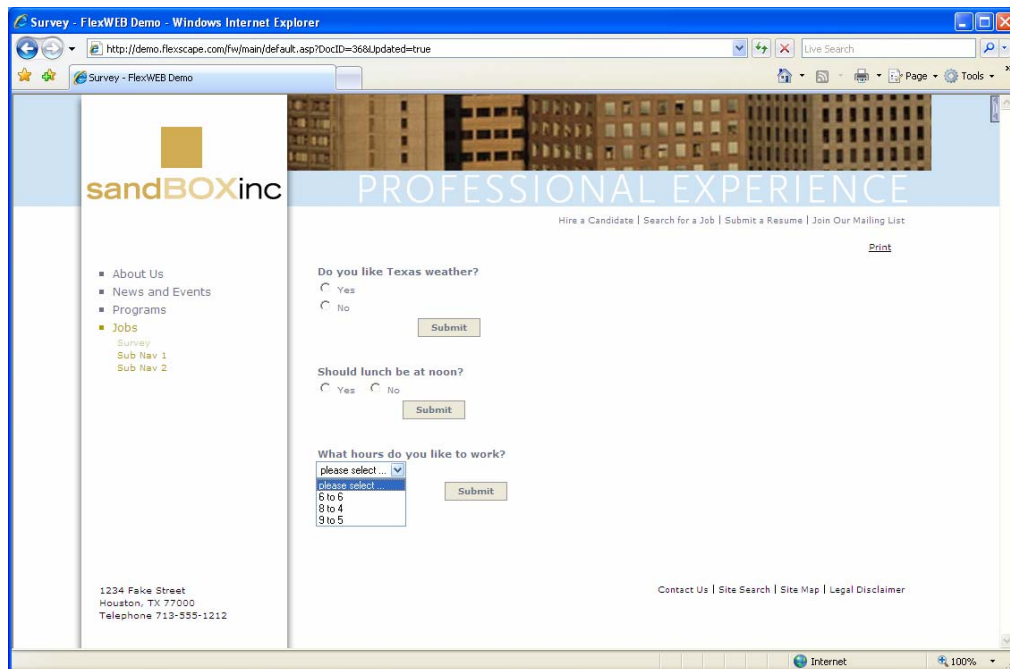 Survey - FlexWEB Demo - Windows Internet Explorer
http://demo.flexscape.com/fw/main/default.asp?DocID=36&Updated=true
Live Search
Survey - FlexWEB Demo
Page
Tools
sandBOXinc
PROFESSIONAL EXPERIENCE
Hire a Candidate | Search for a Job | Submit a Resume | Join Our Mailing List
Print
About Us
News and Events
Programs
Jobs
Survey
Sub Nav 1
Sub Nav 2
Do you like Texas weather?
Yes
No
Submit
Should lunch be at noon?
Yes No
Submit
What hours do you like to work?
please select ...
please select ...
6 to 6
8 to 4
9 to 5
Submit
1234 Fake Street
Houston, TX 77000
Telephone 713-555-1212
Contact Us | Site Search | Site Map | Legal Disclaimer
Internet
100%